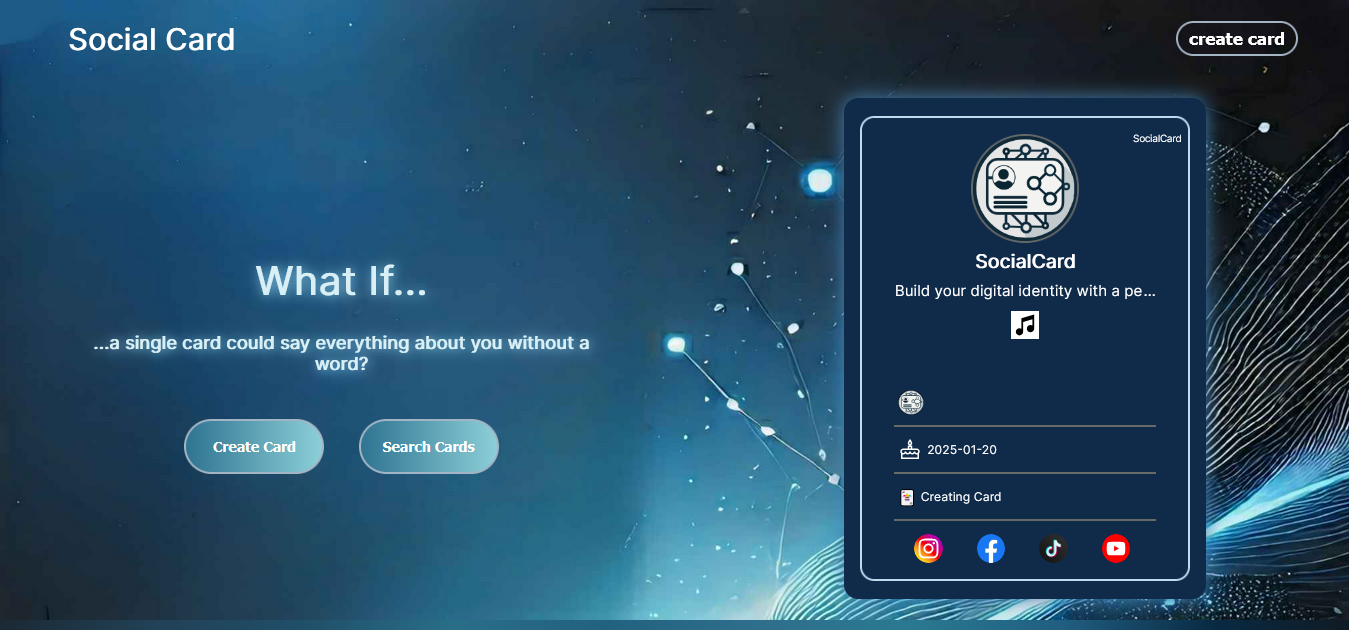 Social Card
create card
What If...
...a single card could say everything about you without a
word?
Create Card
Search Cards
SocialCard
SocialCard
Build your digital identity with a pe...
2025-01-20
Creating Card